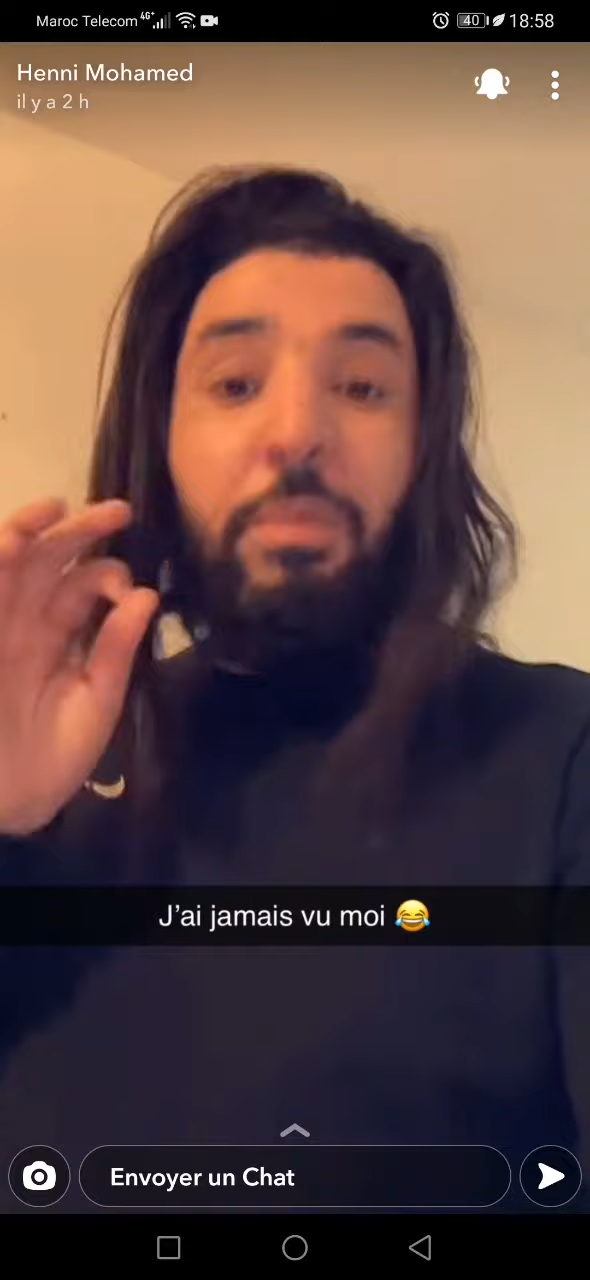 Maroc Telecom 4G+ 40 18:58
Henni Mohamed
il y a 2 h
J'ai jamais vu moi 😂
Envoyer un Chat